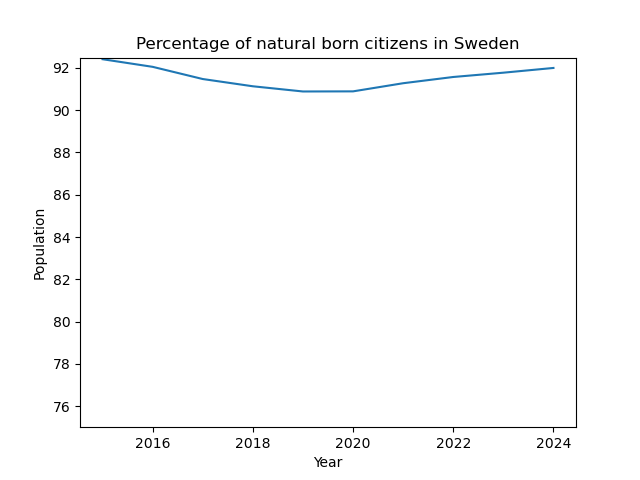 Percentage of natural born citizens in Sweden
92
90
88
86
84
82
80
78
76
Population
2016 2018 2020 2022 2024
Year